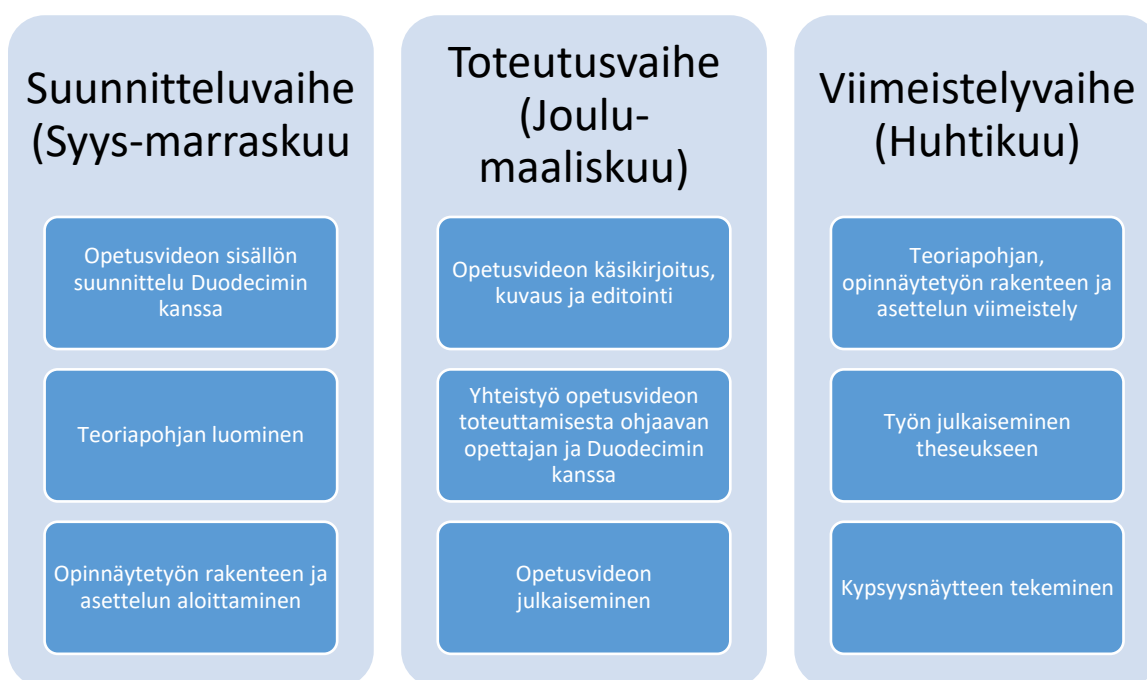 Suunnitteluvaihe
(Syys-marraskuu
Opetusvideon sisällön
suunnittelu Duodecimin
kanssa
Teoriapohjan luominen
Opinnäytetyön rakenteen ja
asettelun aloittaminen
Toteutusvaihe
(Joulu-
maaliskuu)
Opetusvideon käsikirjoitus,
kuvaus ja editointi
Yhteistyö opetusvideon
toteuttamisesta ohjaavan
opettajan ja Duodecimin
kanssa
Opetusvideon
julkaiseminen
Viimeistelyvaihe
(Huhtikuu)
Teoriapohjan,
opinnäytetyön rakenteen ja
asettelun viimeistely
Työn julkaiseminen
theseukseen
Kypsyysnäytteen tekeminen